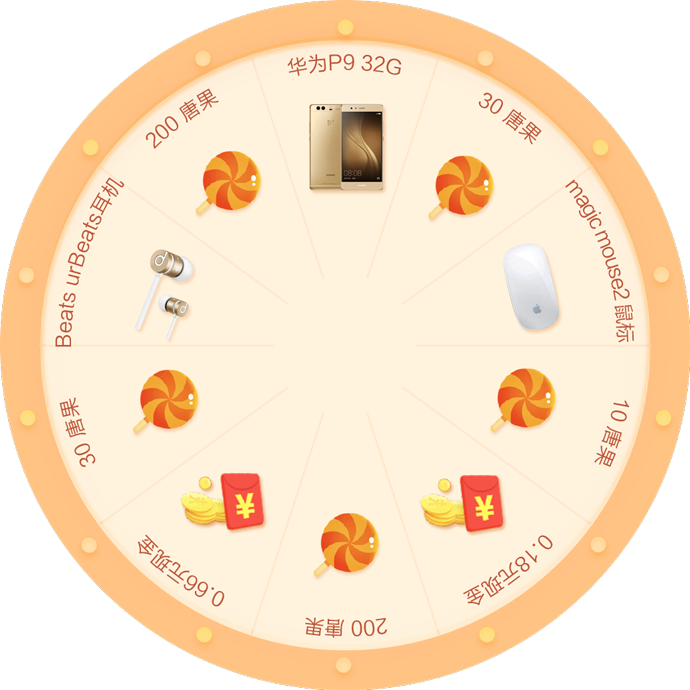 华为P9 32G
30 唐果
magic mouse2 鼠标
10 唐果
0.18元现金
200 唐果
0.66元现金
30 唐果
Beats urBeats耳机
200 唐果
08:08
¥
¥